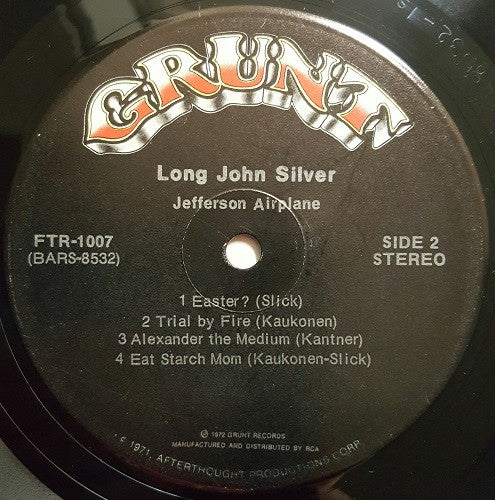 GRUNT
Long John Silver
Jefferson Airplane
FTR-1007
(BARS-8532)
SIDE 2
STEREO
1 Easter? (Slick)
2 Trial by Fire (Kaukonen)
3 Alexander the Medium (Kantner)
4 Eat Starch Mom (Kaukonen-Slick)
℗ 1972 GRUNT RECORDS
MANUFACTURED AND DISTRIBUTED BY RCA
© 1971, AFTERTHOUGHT PRODUCTIONS CORP.